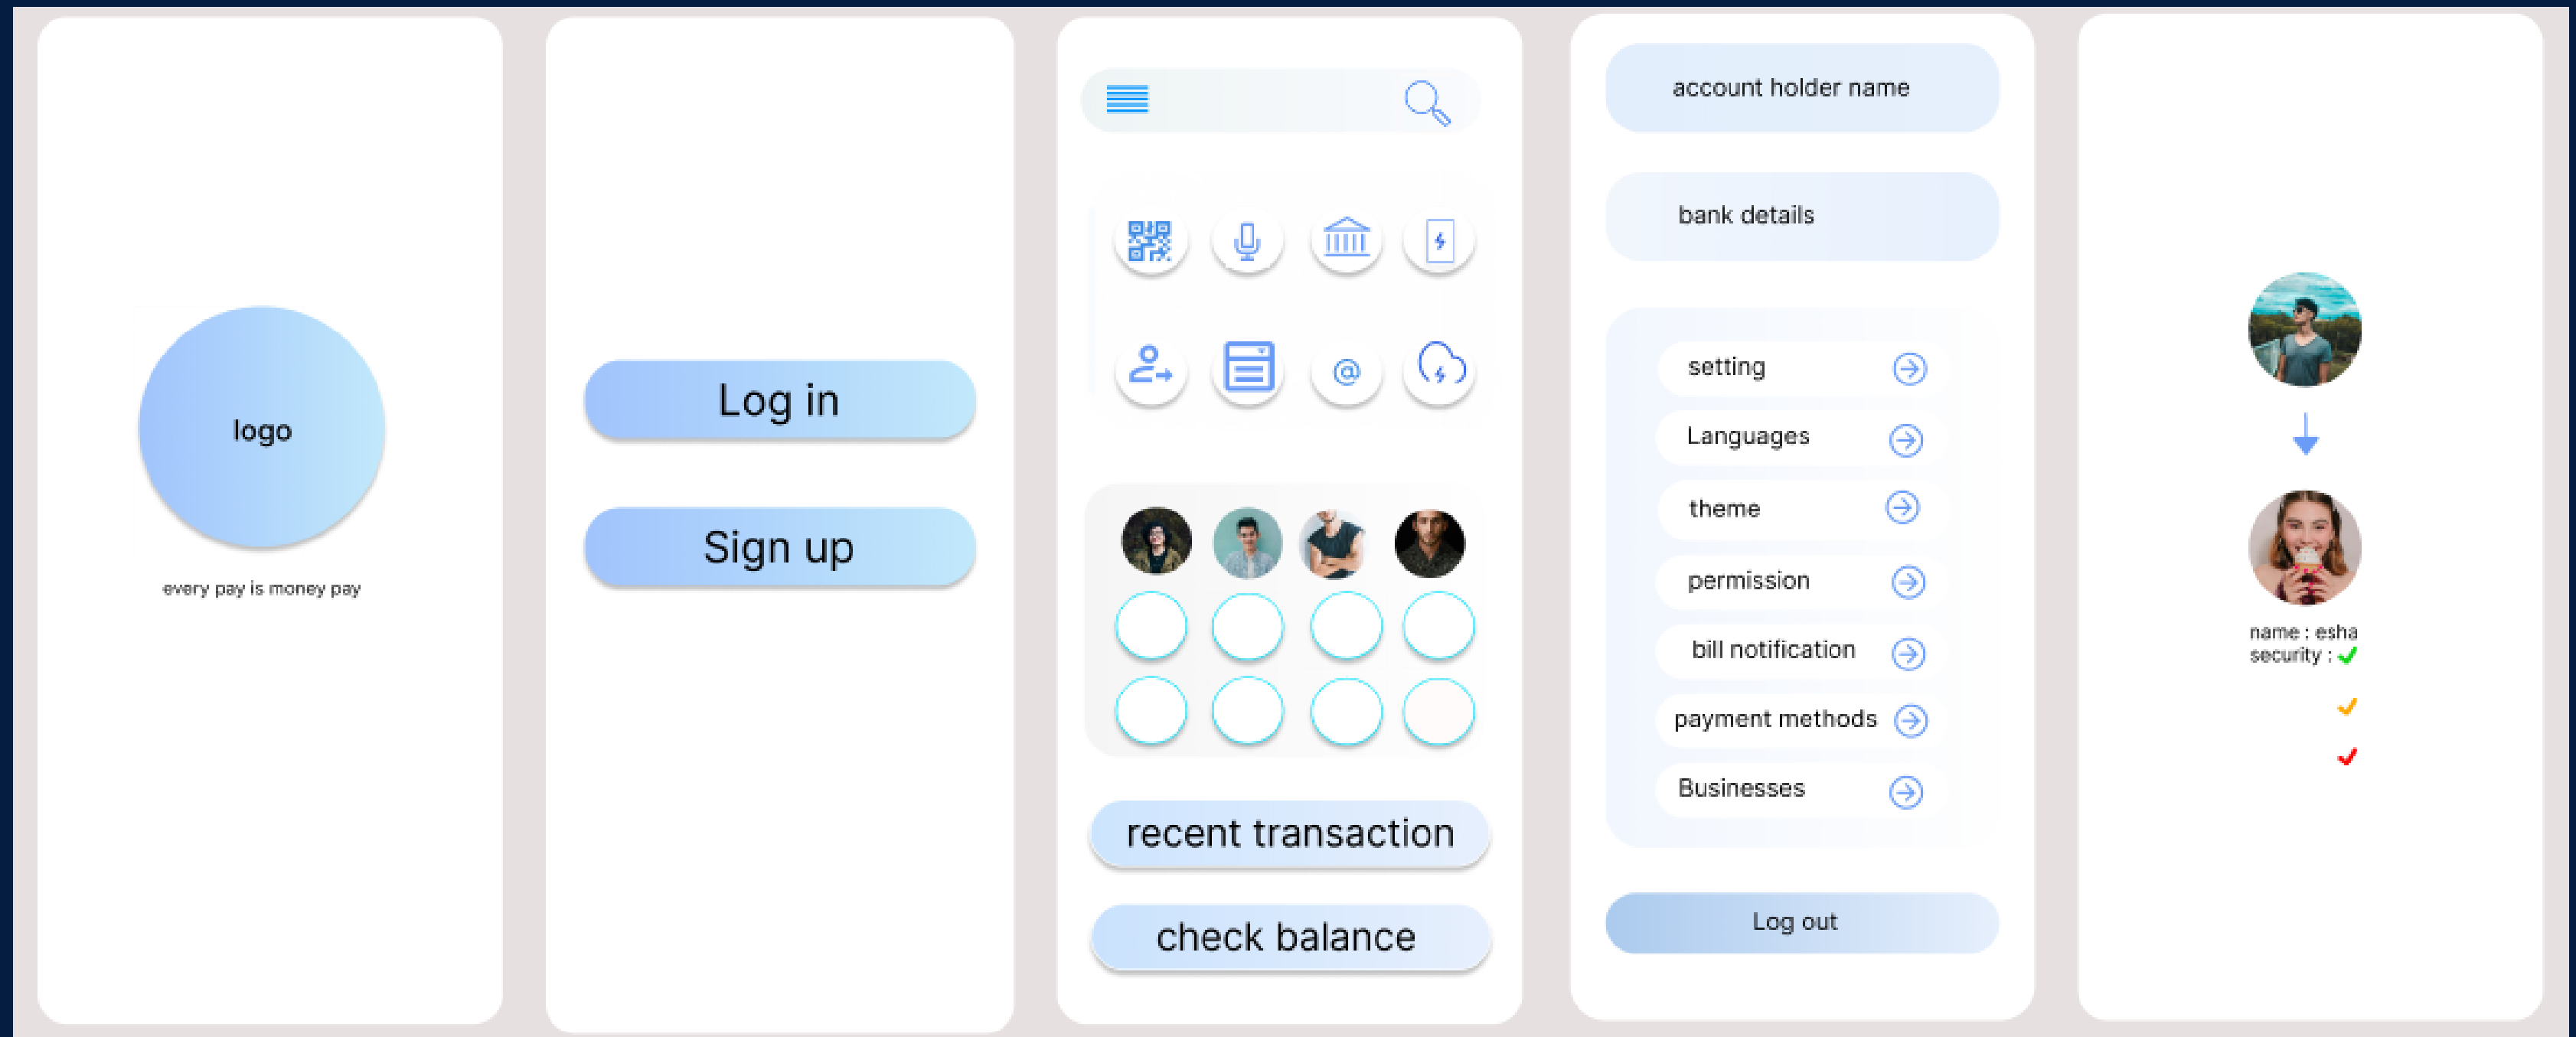 logo
every pay is money pay
Log in
Sign up
@
recent transaction
check balance
account holder name
bank details
setting
Languages
theme
permission
bill notification
payment methods
Businesses
Log out
name : esha
security :